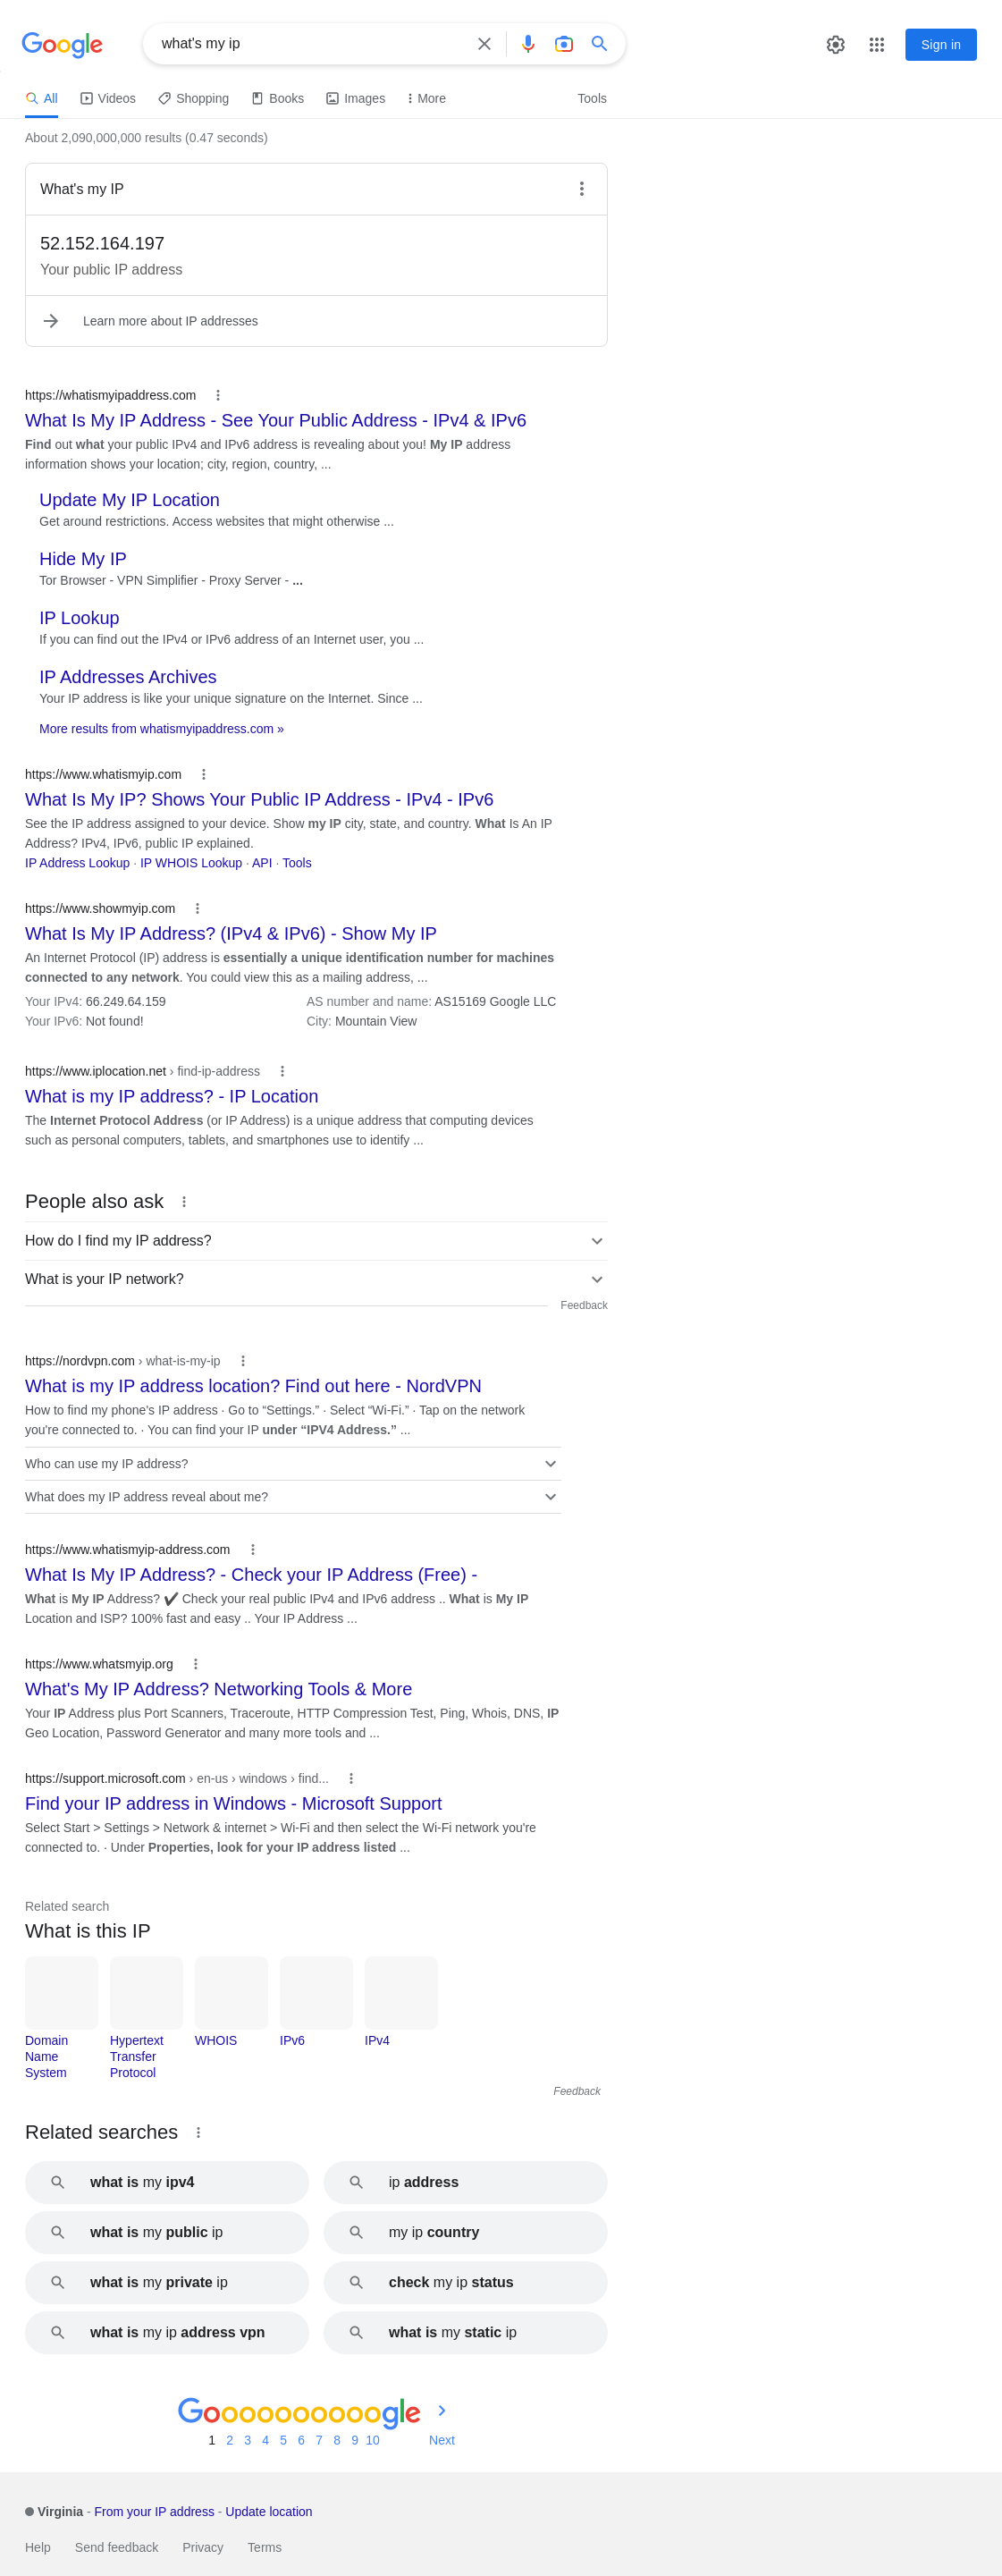 Google
what's my ip
Sign in
All
Videos
Shopping
Books
Images
More
Tools
About 2,090,000,000 results (0.47 seconds)
What's my IP
52.152.164.197
Your public IP address
Learn more about IP addresses
https://whatismyipaddress.com
What Is My IP Address - See Your Public Address - IPv4 & IPv6
Find out what your public IPv4 and IPv6 address is revealing about you! My IP address
information shows your location; city, region, country, ...
Update My IP Location
Get around restrictions. Access websites that might otherwise ...
Hide My IP
Tor Browser - VPN Simplifier - Proxy Server - ...
IP Lookup
If you can find out the IPv4 or IPv6 address of an Internet user, you ...
IP Addresses Archives
Your IP address is like your unique signature on the Internet. Since ...
More results from whatismyipaddress.com »
https://www.whatismyip.com
What Is My IP? Shows Your Public IP Address - IPv4 - IPv6
See the IP address assigned to your device. Show my IP city, state, and country. What Is An IP
Address? IPv4, IPv6, public IP explained.
IP Address Lookup · IP WHOIS Lookup · API · Tools
https://www.showmyip.com
What Is My IP Address? (IPv4 & IPv6) - Show My IP
An Internet Protocol (IP) address is essentially a unique identification number for machines
connected to any network. You could view this as a mailing address, ...
Your IPv4: 66.249.64.159
AS number and name: AS15169 Google LLC
Your IPv6: Not found!
City: Mountain View
https://www.iplocation.net › find-ip-address
What is my IP address? - IP Location
The Internet Protocol Address (or IP Address) is a unique address that computing devices
such as personal computers, tablets, and smartphones use to identify ...
People also ask
How do I find my IP address?
What is your IP network?
Feedback
https://nordvpn.com › what-is-my-ip
What is my IP address location? Find out here - NordVPN
How to find my phone's IP address · Go to “Settings.” · Select “Wi-Fi.” · Tap on the network
you're connected to. · You can find your IP under “IPV4 Address.” ...
Who can use my IP address?
What does my IP address reveal about me?
https://www.whatismyip-address.com
What Is My IP Address? - Check your IP Address (Free) -
What is My IP Address? ✔️ Check your real public IPv4 and IPv6 address .. What is My IP
Location and ISP? 100% fast and easy .. Your IP Address ...
https://www.whatsmyip.org
What's My IP Address? Networking Tools & More
Your IP Address plus Port Scanners, Traceroute, HTTP Compression Test, Ping, Whois, DNS, IP
Geo Location, Password Generator and many more tools and ...
https://support.microsoft.com › en-us › windows › find...
Find your IP address in Windows - Microsoft Support
Select Start > Settings > Network & internet > Wi-Fi and then select the Wi-Fi network you're
connected to. · Under Properties, look for your IP address listed ...
Related search
What is this IP
Domain
Name
System
Hypertext
Transfer
Protocol
WHOIS
IPv6
IPv4
Feedback
Related searches
what is my ipv4
ip address
what is my public ip
my ip country
what is my private ip
check my ip status
what is my ip address vpn
what is my static ip
Goooooooooogle
1 2 3 4 5 6 7 8 9 10 Next
Virginia - From your IP address - Update location
Help
Send feedback
Privacy
Terms